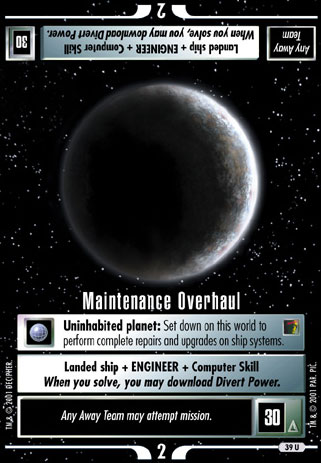 2
30
When you solve, you may download Divert Power.
Landed ship + ENGINEER + Computer Skill
Any Away
Team
Maintenance Overhaul
Uninhabited planet: Set down on this world to
perform complete repairs and upgrades on ship systems.
Landed ship + ENGINEER + Computer Skill
When you solve, you may download Divert Power.
Any Away Team may attempt mission.
30
TM & © 2001 DECIPHER.
TM & © 2001 PAR. PIC.
2
39 U